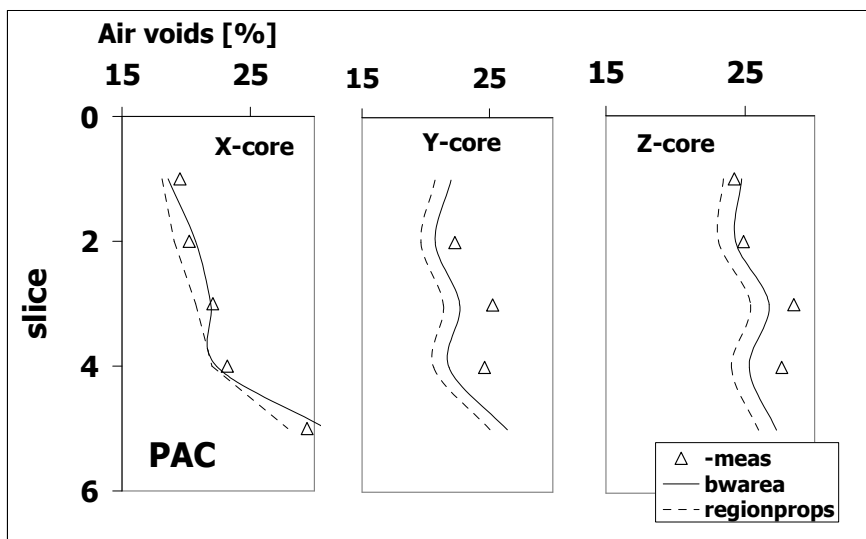 Air voids [%]
15 25 15 25 15 25
0
X-core Y-core Z-core
2
slice
4
PAC
6
-meas
bwarea
regionprops